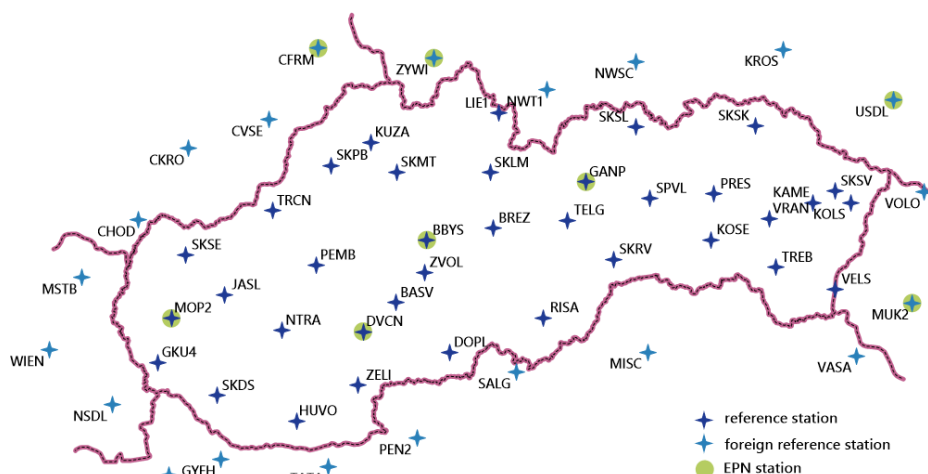 CFRM
ZYWI
NWSC
KROS
USDL
LIE1
NWT1
CVSE
KUZA
SKSL
SKSK
CKRO
SKPB
SKMT
SKLM
GANP
TRCN
SPVL
PRES
KAME
SKSV
VOLO
CHOD
TELG
VRAN
KOLS
BBYS
BREZ
KOSE
SKSE
PEMB
ZVOL
SKRV
TREB
MSTB
JASL
BASV
VELS
MOP2
NTRA
DVCN
RISA
MUK2
WIEN
GKU4
DOPL
MISC
VASA
SKDS
ZELI
SALG
NSDL
HUVO
PEN2
reference station
foreign reference station
EPN station